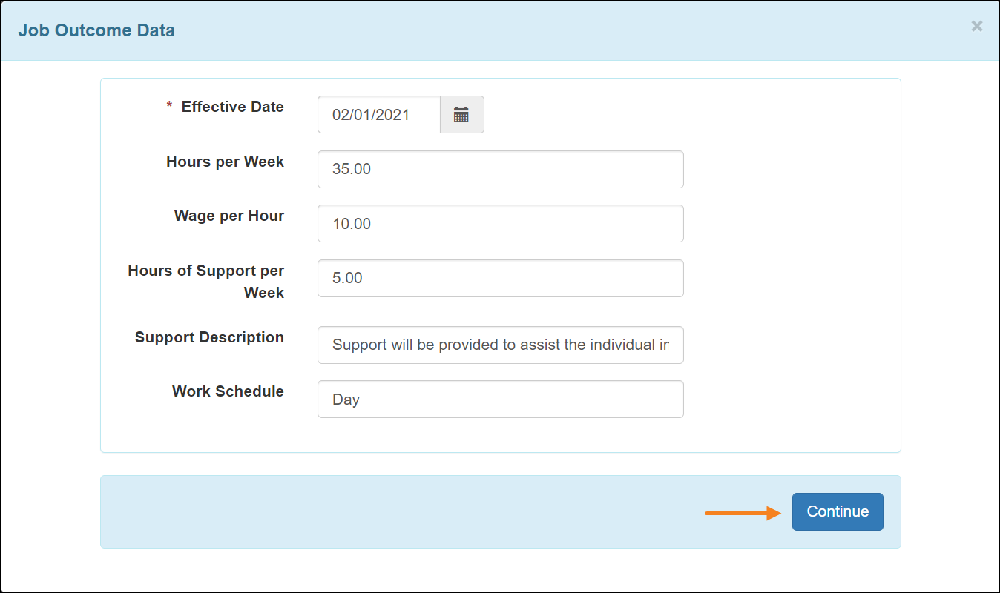 Job Outcome Data
×
* Effective Date
02/01/2021
Hours per Week
35.00
Wage per Hour
10.00
Hours of Support per
Week
5.00
Support Description
Support will be provided to assist the individual
Work Schedule
Day
Continue